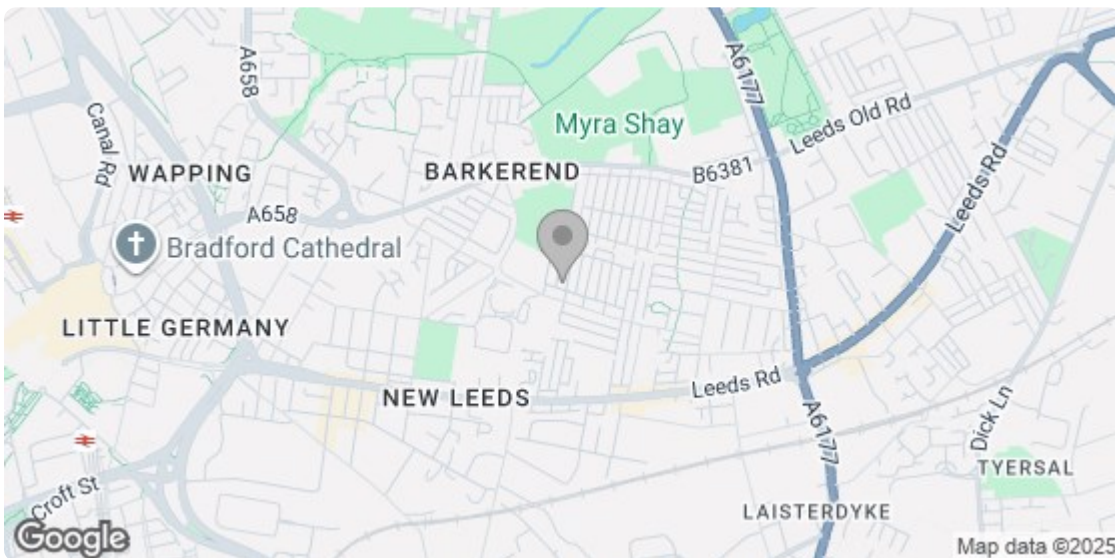 A658
A6177
Canal Rd
Myra Shay
Leeds Old Rd
WAPPING
BARKEREND
B6381
Leeds Rd
A658
Bradford Cathedral
LITTLE GERMANY
NEW LEEDS
Leeds Rd
A6177
Dick Ln
TYERSAL
Croft St
LAISTERDYKE
Google
Map data ©2025